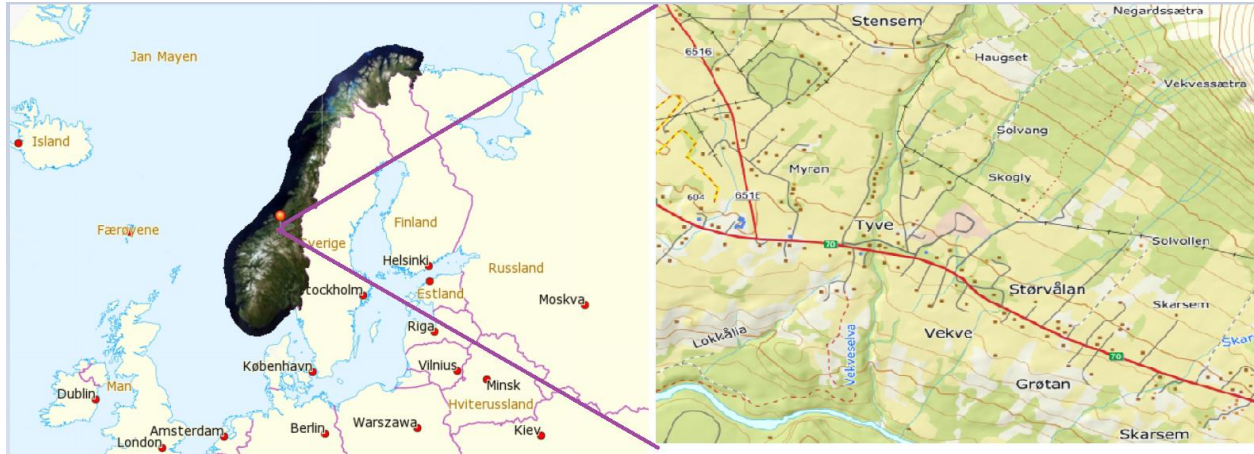 Jan Mayen
Island
Færøyene
Sverige
Finland
Helsinki
Stockholm
Estland
Russland
Moskva
Riga
København
Vilnius
Minsk
Hviterussland
Man
Dublin
Amsterdam
London
Berlin
Warszawa
Kiev
Stensem
Negardssætra
6516
Haugset
Vekvessætra
Solvang
Myran
Skogly
604
6516
Tyve
70
Solvollen
Størvålan
Skarsem
Lokkålia
Vekveselva
Vekve
70
Grøtan
Skarsem